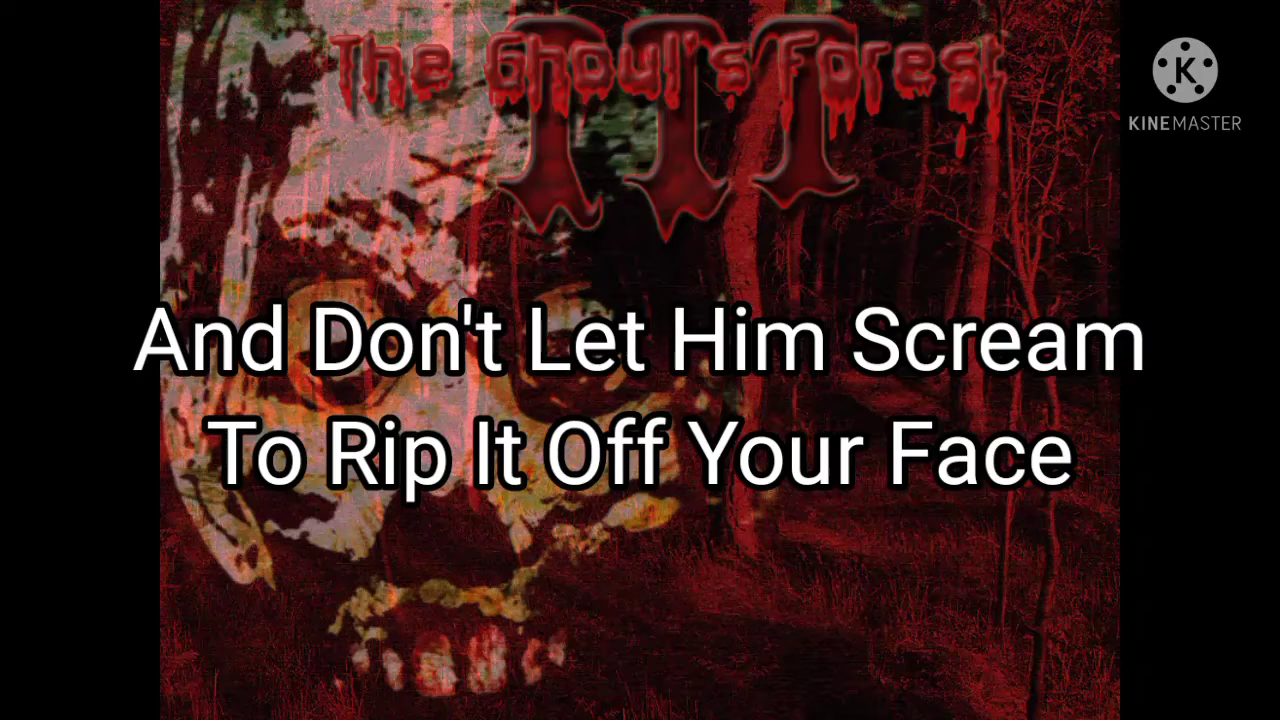 The Ghoul's Forest
III
KINEMASTER
And Don't Let Him Scream
To Rip It Off Your Face